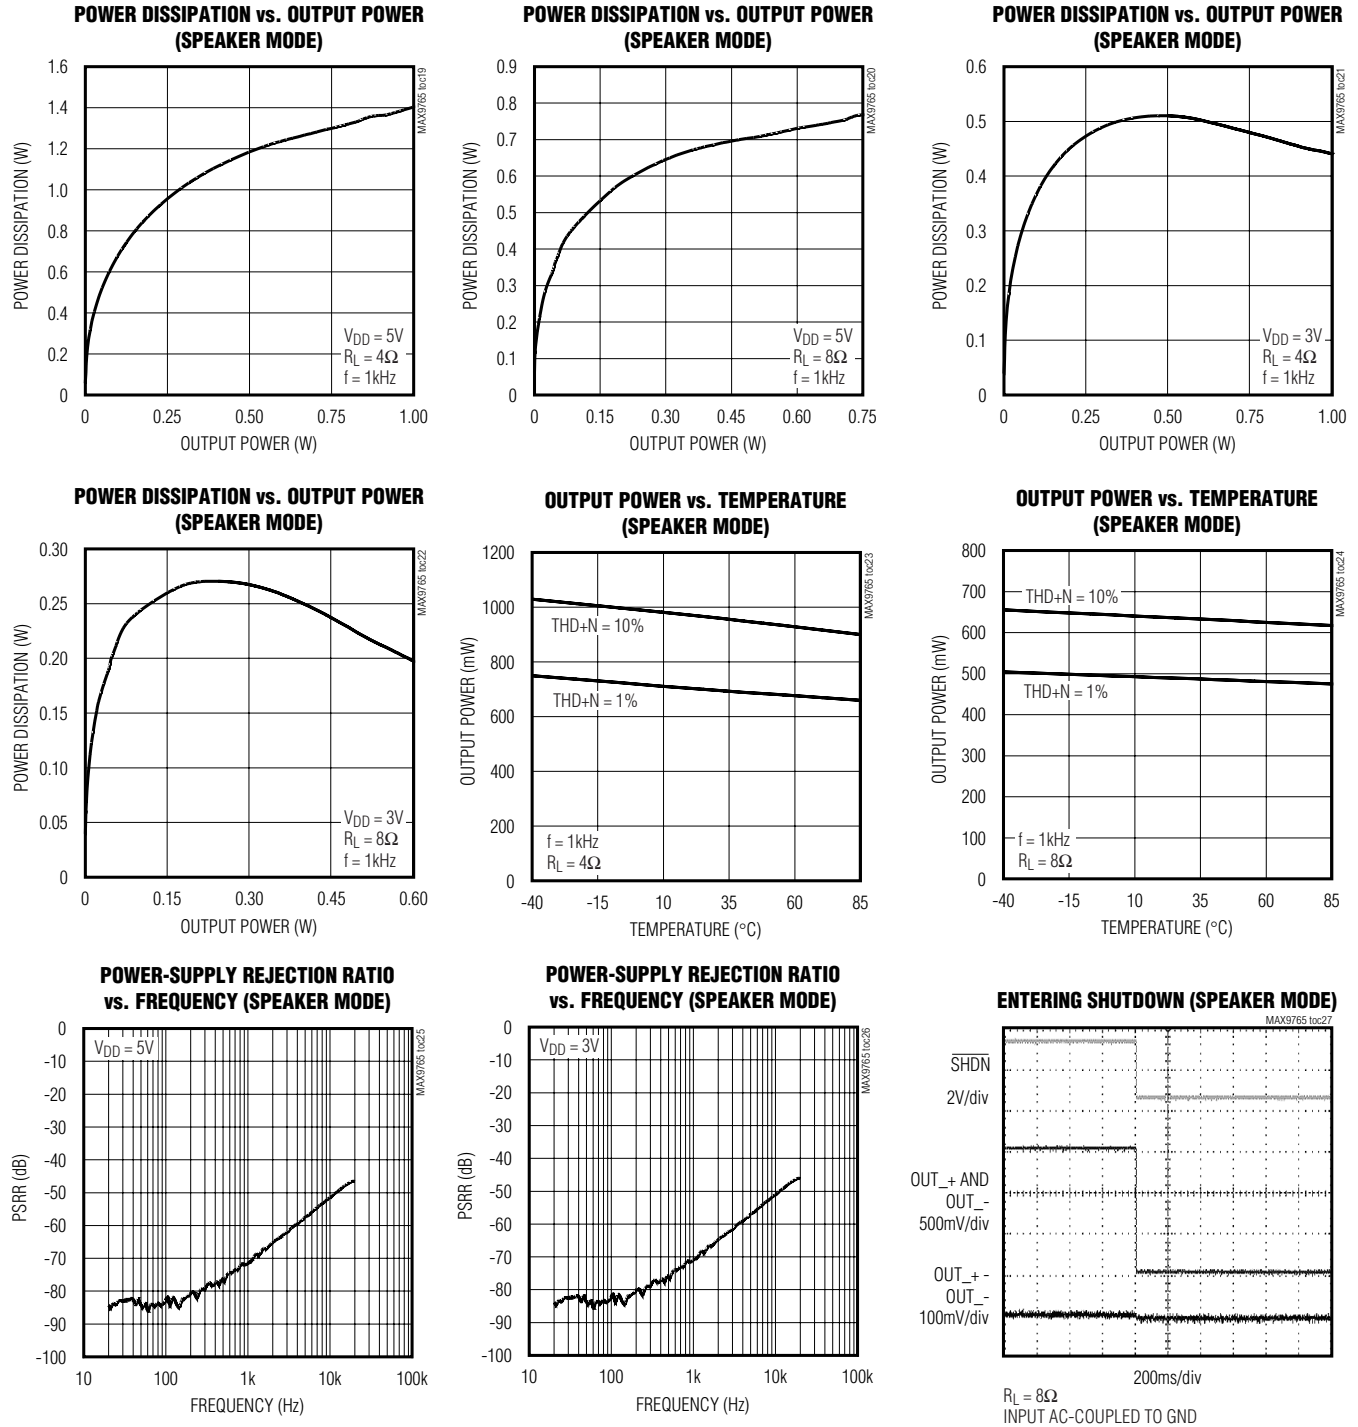 POWER DISSIPATION vs. OUTPUT POWER
(SPEAKER MODE)
MAX9765 toc19
1.6
1.4
1.2
1.0
0.8
0.6
0.4
0.2
0
POWER DISSIPATION (W)
VDD = 5V
RL = 4Ω
f = 1kHz
0 0.25 0.50 0.75 1.00
OUTPUT POWER (W)
POWER DISSIPATION vs. OUTPUT POWER
(SPEAKER MODE)
MAX9765 toc20
0.9
0.8
0.7
0.6
0.5
0.4
0.3
0.2
0.1
0
POWER DISSIPATION (W)
VDD = 5V
RL = 8Ω
f = 1kHz
0 0.15 0.30 0.45 0.60 0.75
OUTPUT POWER (W)
POWER DISSIPATION vs. OUTPUT POWER
(SPEAKER MODE)
MAX9765 toc21
0.6
0.5
0.4
0.3
0.2
0.1
0
POWER DISSIPATION (W)
VDD = 3V
RL = 4Ω
f = 1kHz
0 0.25 0.50 0.75 1.00
OUTPUT POWER (W)
POWER DISSIPATION vs. OUTPUT POWER
(SPEAKER MODE)
MAX9765 toc22
0.30
0.25
0.20
0.15
0.10
0.05
0
POWER DISSIPATION (W)
VDD = 3V
RL = 8Ω
f = 1kHz
0 0.15 0.30 0.45 0.60
OUTPUT POWER (W)
OUTPUT POWER vs. TEMPERATURE
(SPEAKER MODE)
MAX9765 toc23
1200
1000
800
600
400
200
0
OUTPUT POWER (mW)
THD+N = 10%
THD+N = 1%
f = 1kHz
RL = 4Ω
-40 -15 10 35 60 85
TEMPERATURE (°C)
OUTPUT POWER vs. TEMPERATURE
(SPEAKER MODE)
MAX9765 toc24
800
700
600
500
400
300
200
100
0
OUTPUT POWER (mW)
THD+N = 10%
THD+N = 1%
f = 1kHz
RL = 8Ω
-40 -15 10 35 60 85
TEMPERATURE (°C)
POWER-SUPPLY REJECTION RATIO
vs. FREQUENCY (SPEAKER MODE)
MAX9765 toc25
0
-10
-20
-30
-40
-50
-60
-70
-80
-90
-100
PSRR (dB)
VDD = 5V
10 100 1k 10k 100k
FREQUENCY (Hz)
POWER-SUPPLY REJECTION RATIO
vs. FREQUENCY (SPEAKER MODE)
MAX9765 toc26
0
-10
-20
-30
-40
-50
-60
-70
-80
-90
-100
PSRR (dB)
VDD = 3V
10 100 1k 10k 100k
FREQUENCY (Hz)
ENTERING SHUTDOWN (SPEAKER MODE)
MAX9765 toc27
SHDN
2V/div
OUT_+ AND
OUT_-
500mV/div
OUT_+ -
OUT_-
100mV/div
200ms/div
RL = 8Ω
INPUT AC-COUPLED TO GND